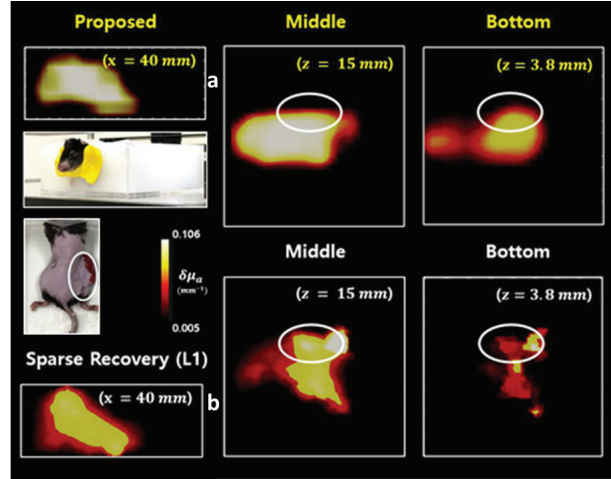 Proposed
Middle
Bottom
(x = 40 mm)
a
(z = 15 mm)
(z = 3.8 mm)
0.106
δμₐ
(mm⁻¹)
0.005
Middle
Bottom
(z = 15 mm)
(z = 3.8 mm)
Sparse Recovery (L1)
(x = 40 mm)
b